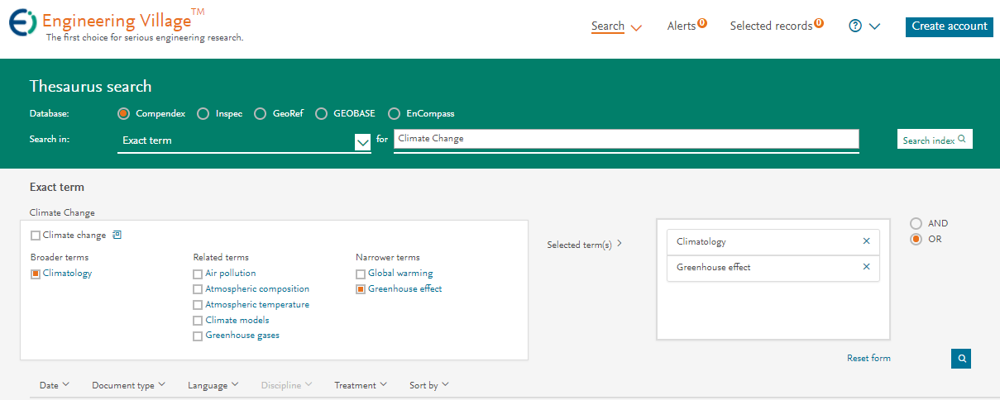 Engineering Village™
The first choice for serious engineering research.
Search Alerts 0 Selected records 0 ? Create account
Thesaurus search
Database: Compendex Inspec GeoRef GEOBASE EnCompass
Search in: Exact term for Climate Change Search index
Exact term
Climate Change
Climate change
Broader terms Related terms Narrower terms
Climatology Air pollution Global warming
Atmospheric composition Greenhouse effect
Atmospheric temperature
Climate models
Greenhouse gases
Selected term(s)
Climatology
Greenhouse effect
AND
OR
Reset form
Date Document type Language Discipline Treatment Sort by